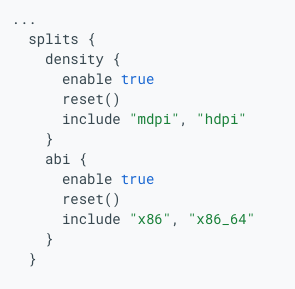 ...
  splits {
    density {
      enable true
      reset()
      include "mdpi", "hdpi"
    }
    abi {
      enable true
      reset()
      include "x86", "x86_64"
    }
  }